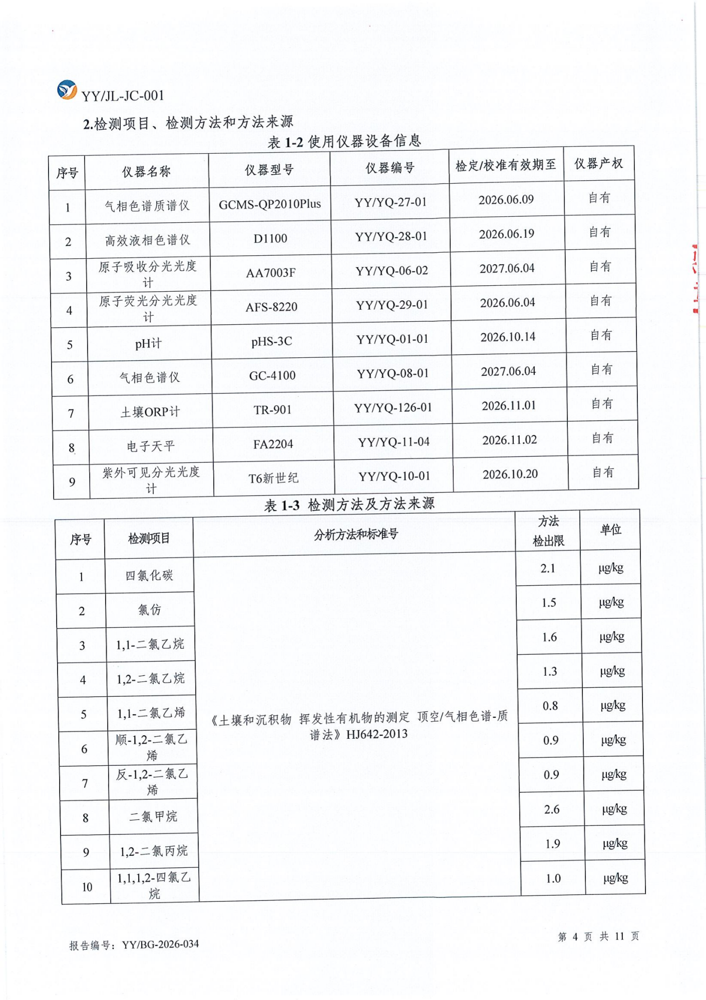 YY/JL-JC-001
2.检测项目、检测方法和方法来源
表 1-2 使用仪器设备信息
序号 仪器名称 仪器型号 仪器编号 检定/校准有效期至 仪器产权
1 气相色谱质谱仪 GCMS-QP2010Plus YY/YQ-27-01 2026.06.09 自有
2 高效液相色谱仪 D1100 YY/YQ-28-01 2026.06.19 自有
3 原子吸收分光光度计 AA7003F YY/YQ-06-02 2027.06.04 自有
4 原子荧光分光光度计 AFS-8220 YY/YQ-29-01 2026.06.04 自有
5 pH计 pHS-3C YY/YQ-01-01 2026.10.14 自有
6 气相色谱仪 GC-4100 YY/YQ-08-01 2027.06.04 自有
7 土壤ORP计 TR-901 YY/YQ-126-01 2026.11.01 自有
8 电子天平 FA2204 YY/YQ-11-04 2026.11.02 自有
9 紫外可见分光光度计 T6新世纪 YY/YQ-10-01 2026.10.20 自有
表 1-3 检测方法及方法来源
序号 检测项目 分析方法和标准号 方法检出限 单位
1 四氯化碳 2.1 μg/kg
2 氯仿 1.5 μg/kg
3 1,1-二氯乙烷 1.6 μg/kg
4 1,2-二氯乙烷 1.3 μg/kg
5 1,1-二氯乙烯 0.8 μg/kg
《土壤和沉积物 挥发性有机物的测定 顶空/气相色谱-质
谱法》HJ642-2013
6 顺-1,2-二氯乙烯 0.9 μg/kg
7 反-1,2-二氯乙烯 0.9 μg/kg
8 二氯甲烷 2.6 μg/kg
9 1,2-二氯丙烷 1.9 μg/kg
10 1,1,1,2-四氯乙烷 1.0 μg/kg
报告编号：YY/BG-2026-034
第 4 页 共 11 页